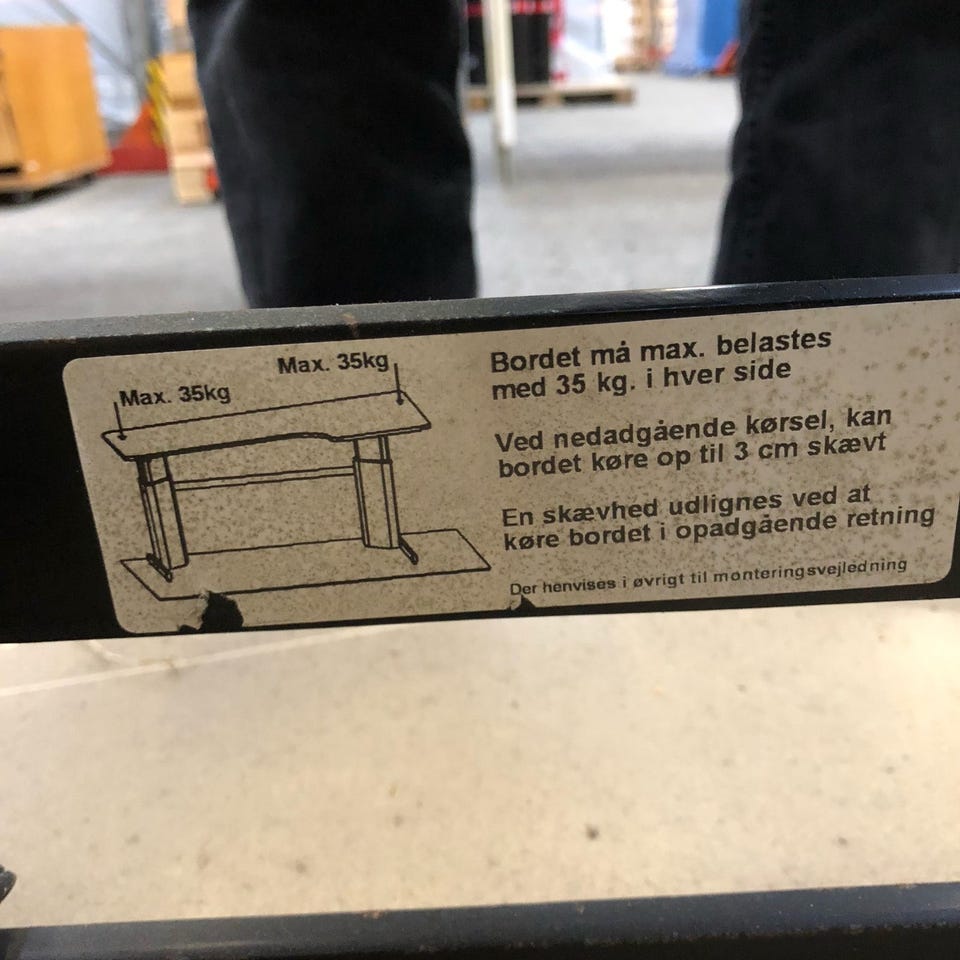 Max. 35kg
Max. 35kg
Bordet må max. belastes
med 35 kg. i hver side
Ved nedadgående kørsel, kan
bordet køre op til 3 cm skævt
En skævhed udlignes ved at
køre bordet i opadgående retning
Der henvises i øvrigt til monteringsvejledning